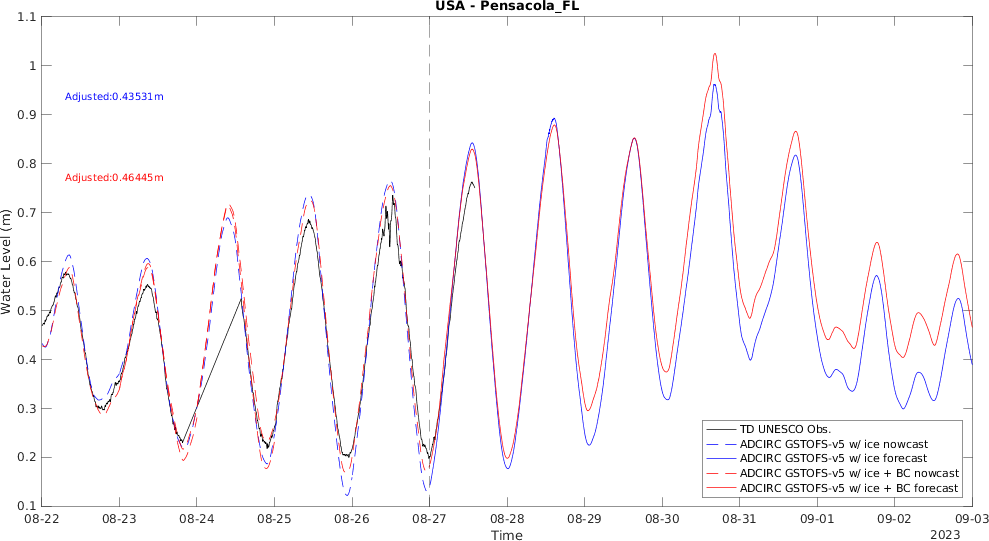 USA - Pensacola_FL
1.1
1
0.9
0.8
0.7
0.6
0.5
0.4
0.3
0.2
0.1
Water Level (m)
Adjusted:0.43531m
Adjusted:0.46445m
TD UNESCO Obs.
ADCIRC GSTOFS-v5 w/ ice nowcast
ADCIRC GSTOFS-v5 w/ ice forecast
ADCIRC GSTOFS-v5 w/ ice + BC nowcast
ADCIRC GSTOFS-v5 w/ ice + BC forecast
08-22 08-23 08-24 08-25 08-26 08-27 08-28 08-29 08-30 08-31 09-01 09-02 09-03
Time
2023